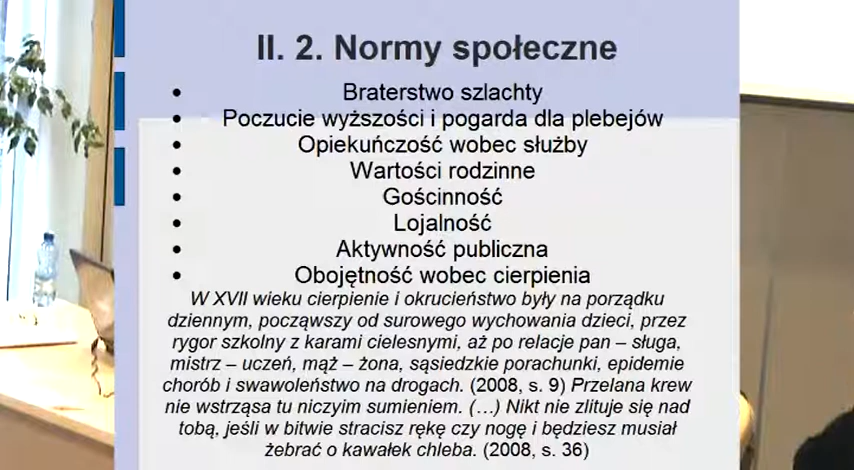 II. 2. Normy społeczne
• Braterstwo szlachty
• Poczucie wyższości i pogarda dla plebejów
• Opiekuńczość wobec służby
• Wartości rodzinne
• Gościnność
• Lojalność
• Aktywność publiczna
• Obojętność wobec cierpienia
W XVII wieku cierpienie i okrucieństwo były na porządku
dziennym, począwszy od surowego wychowania dzieci, przez
rygor szkolny z karami cielesnymi, aż po relacje pan – sługa,
mistrz – uczeń, mąż – żona, sąsiedzkie porachunki, epidemie
chorób i swawoleństwo na drogach. (2008, s. 9) Przelana krew
nie wstrząsa tu niczyim sumieniem. (…) Nikt nie zlituje się nad
tobą, jeśli w bitwie stracisz rękę czy nogę i będziesz musiał
żebrać o kawałek chleba. (2008, s. 36)